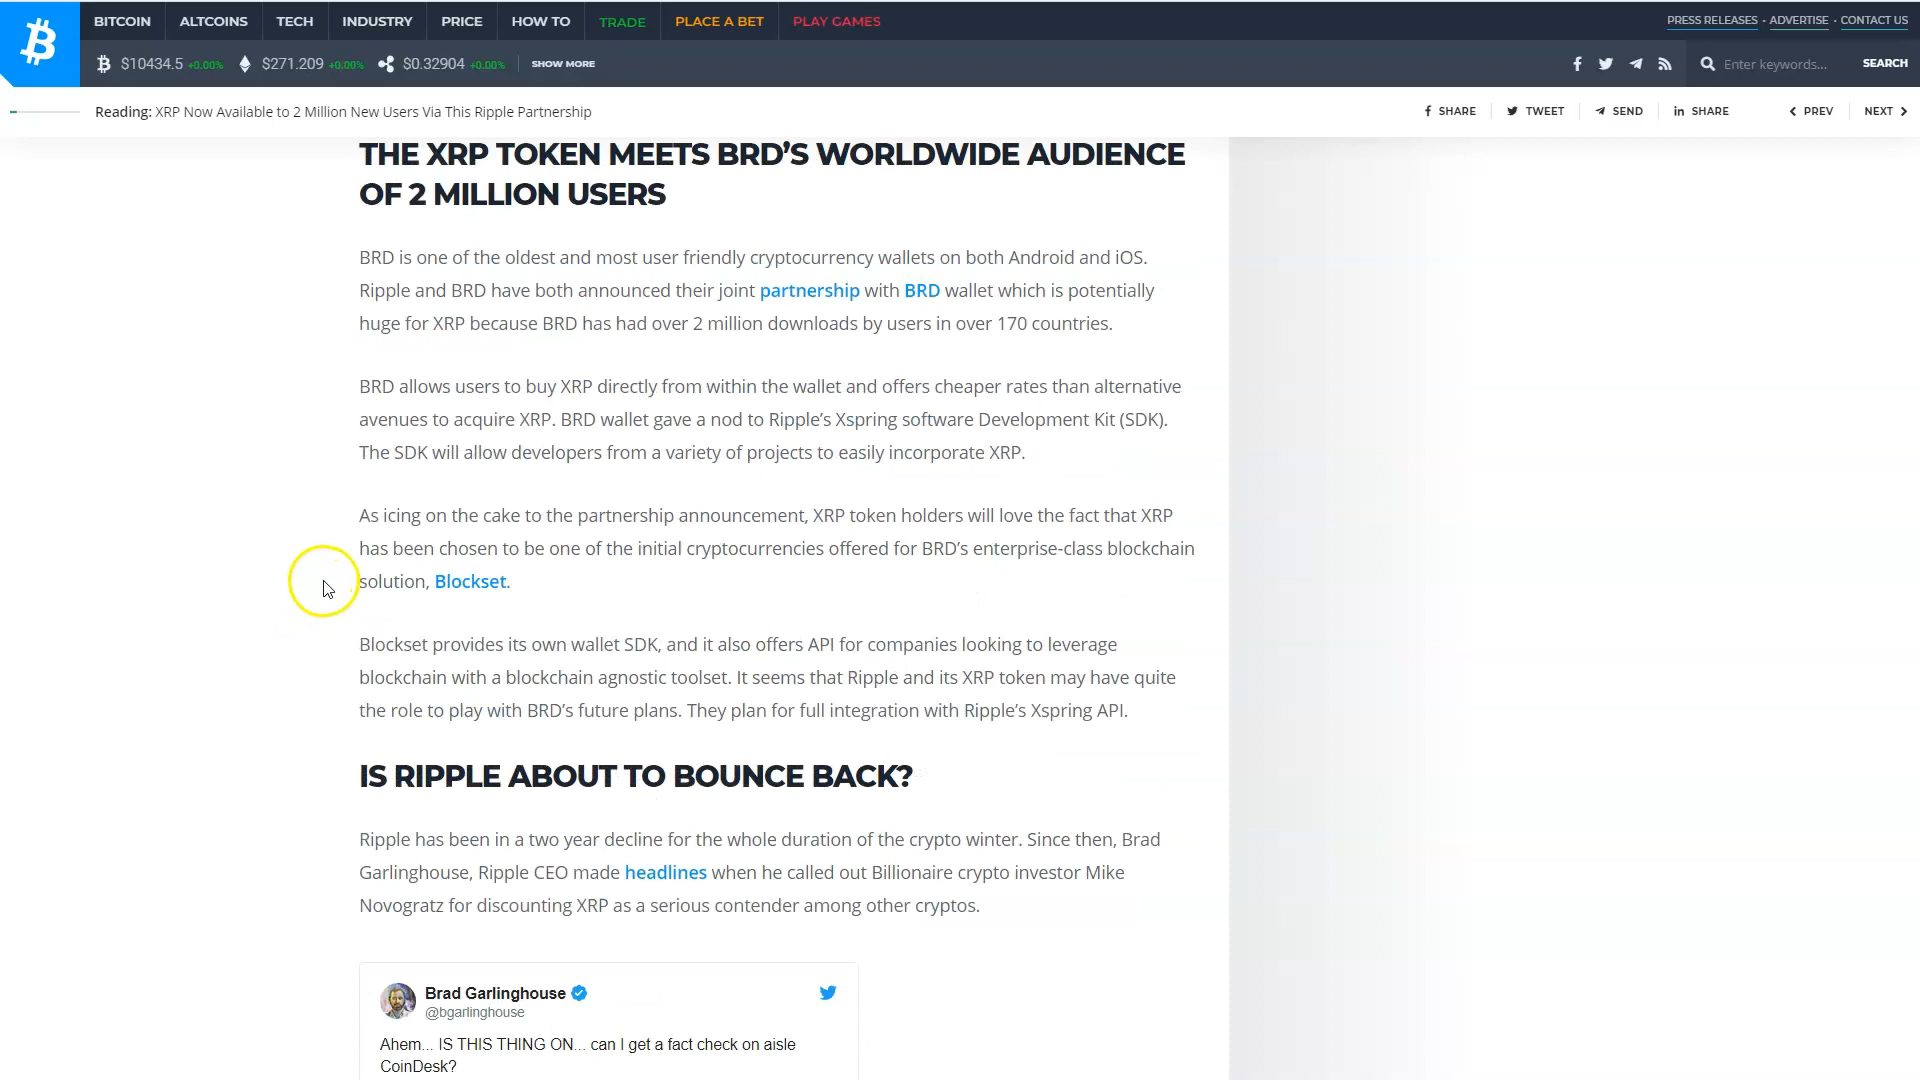 BITCOIN ALTCOINS TECH INDUSTRY PRICE HOW TO TRADE PLACE A BET PLAY GAMES PRESS RELEASES - ADVERTISE - CONTACT US
$10434.5 +0.00% $271.209 +0.00% $0.32904 +0.00% SHOW MORE Enter keywords... SEARCH
Reading: XRP Now Available to 2 Million New Users Via This Ripple Partnership SHARE TWEET SEND SHARE PREV NEXT
THE XRP TOKEN MEETS BRD’S WORLDWIDE AUDIENCE
OF 2 MILLION USERS
BRD is one of the oldest and most user friendly cryptocurrency wallets on both Android and iOS.
Ripple and BRD have both announced their joint partnership with BRD wallet which is potentially
huge for XRP because BRD has had over 2 million downloads by users in over 170 countries.
BRD allows users to buy XRP directly from within the wallet and offers cheaper rates than alternative
avenues to acquire XRP. BRD wallet gave a nod to Ripple’s Xspring software Development Kit (SDK).
The SDK will allow developers from a variety of projects to easily incorporate XRP.
As icing on the cake to the partnership announcement, XRP token holders will love the fact that XRP
has been chosen to be one of the initial cryptocurrencies offered for BRD’s enterprise-class blockchain
solution, Blockset.
Blockset provides its own wallet SDK, and it also offers API for companies looking to leverage
blockchain with a blockchain agnostic toolset. It seems that Ripple and its XRP token may have quite
the role to play with BRD’s future plans. They plan for full integration with Ripple’s Xspring API.
IS RIPPLE ABOUT TO BOUNCE BACK?
Ripple has been in a two year decline for the whole duration of the crypto winter. Since then, Brad
Garlinghouse, Ripple CEO made headlines when he called out Billionaire crypto investor Mike
Novogratz for discounting XRP as a serious contender among other cryptos.
Brad Garlinghouse
@bgarlinghouse
Ahem... IS THIS THING ON... can I get a fact check on aisle
CoinDesk?